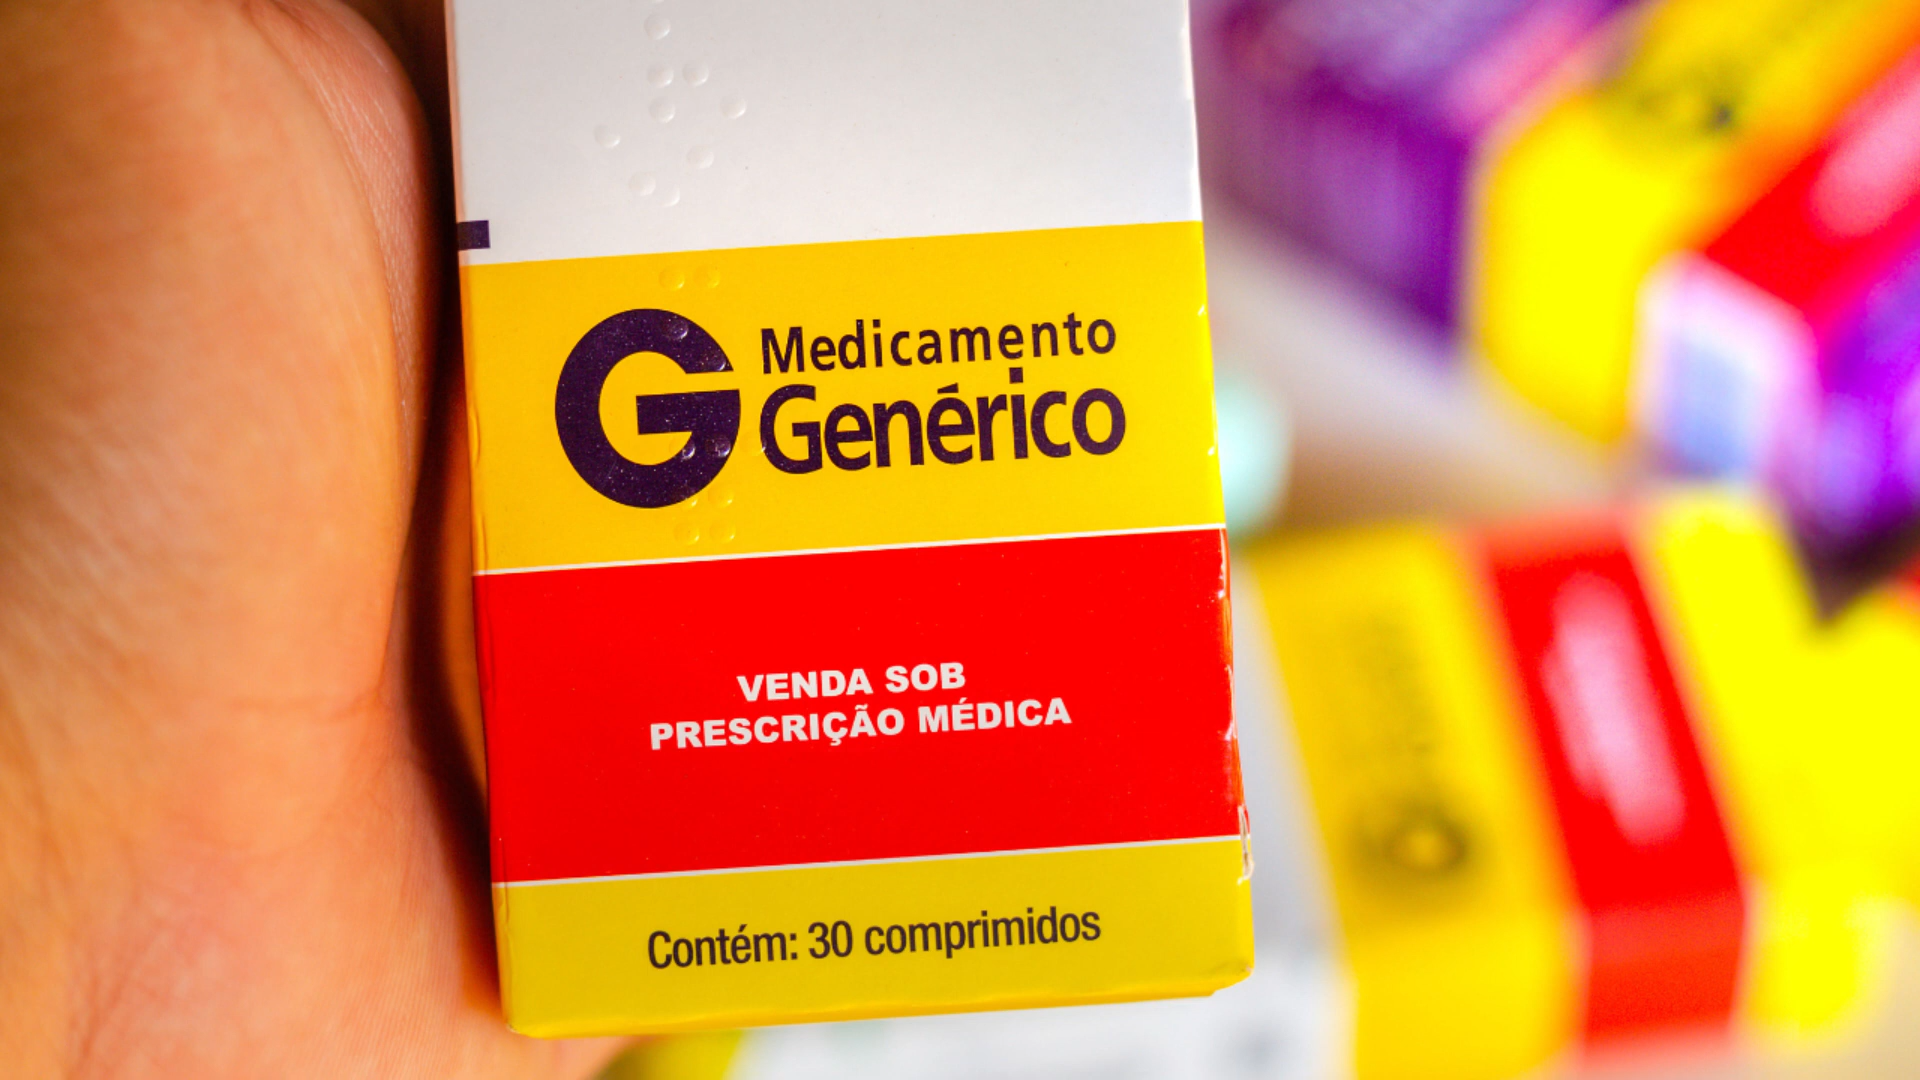 G Medicamento
Genérico
VENDA SOB
PRESCRIÇÃO MÉDICA
Contém: 30 comprimidos